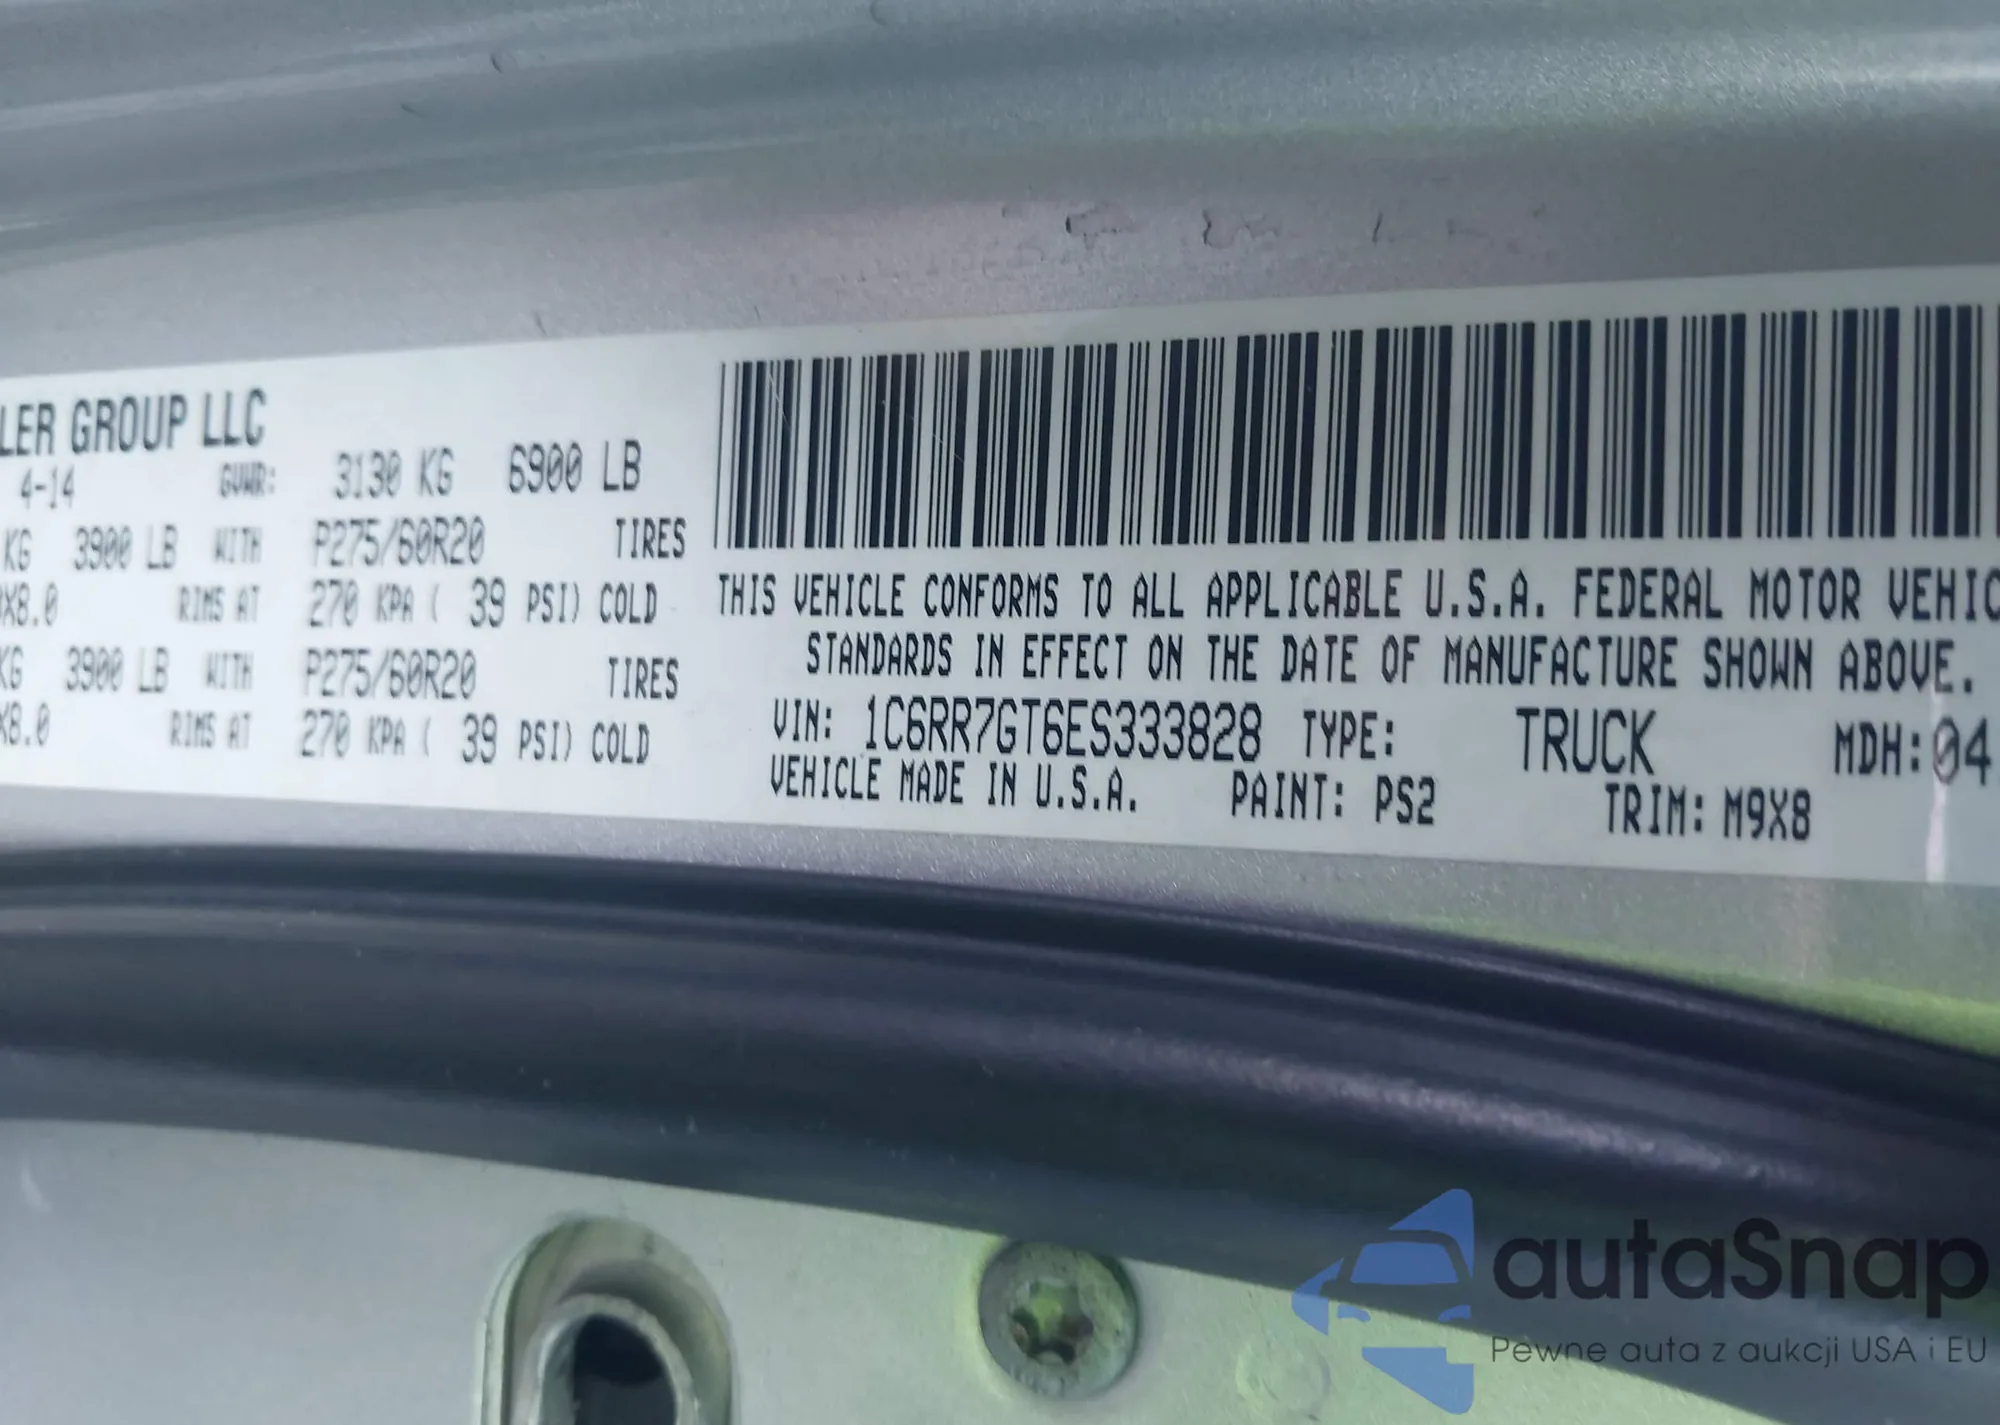 LER GROUP LLC
4-14 GVWR: 3130 KG 6900 LB
KG 3900 LB WITH P275/60R20 TIRES
X8.0 RIMS AT 270 KPA ( 39 PSI) COLD
KG 3900 LB WITH P275/60R20 TIRES
X8.0 RIMS AT 270 KPA ( 39 PSI) COLD
THIS VEHICLE CONFORMS TO ALL APPLICABLE U.S.A. FEDERAL MOTOR VEHIC
STANDARDS IN EFFECT ON THE DATE OF MANUFACTURE SHOWN ABOVE.
VIN: 1C6RR7GT6ES333828 TYPE: TRUCK MDH: 04
VEHICLE MADE IN U.S.A. PAINT: PS2 TRIM: M9X8
autaSnap
Pewne auta z aukcji USA i EU